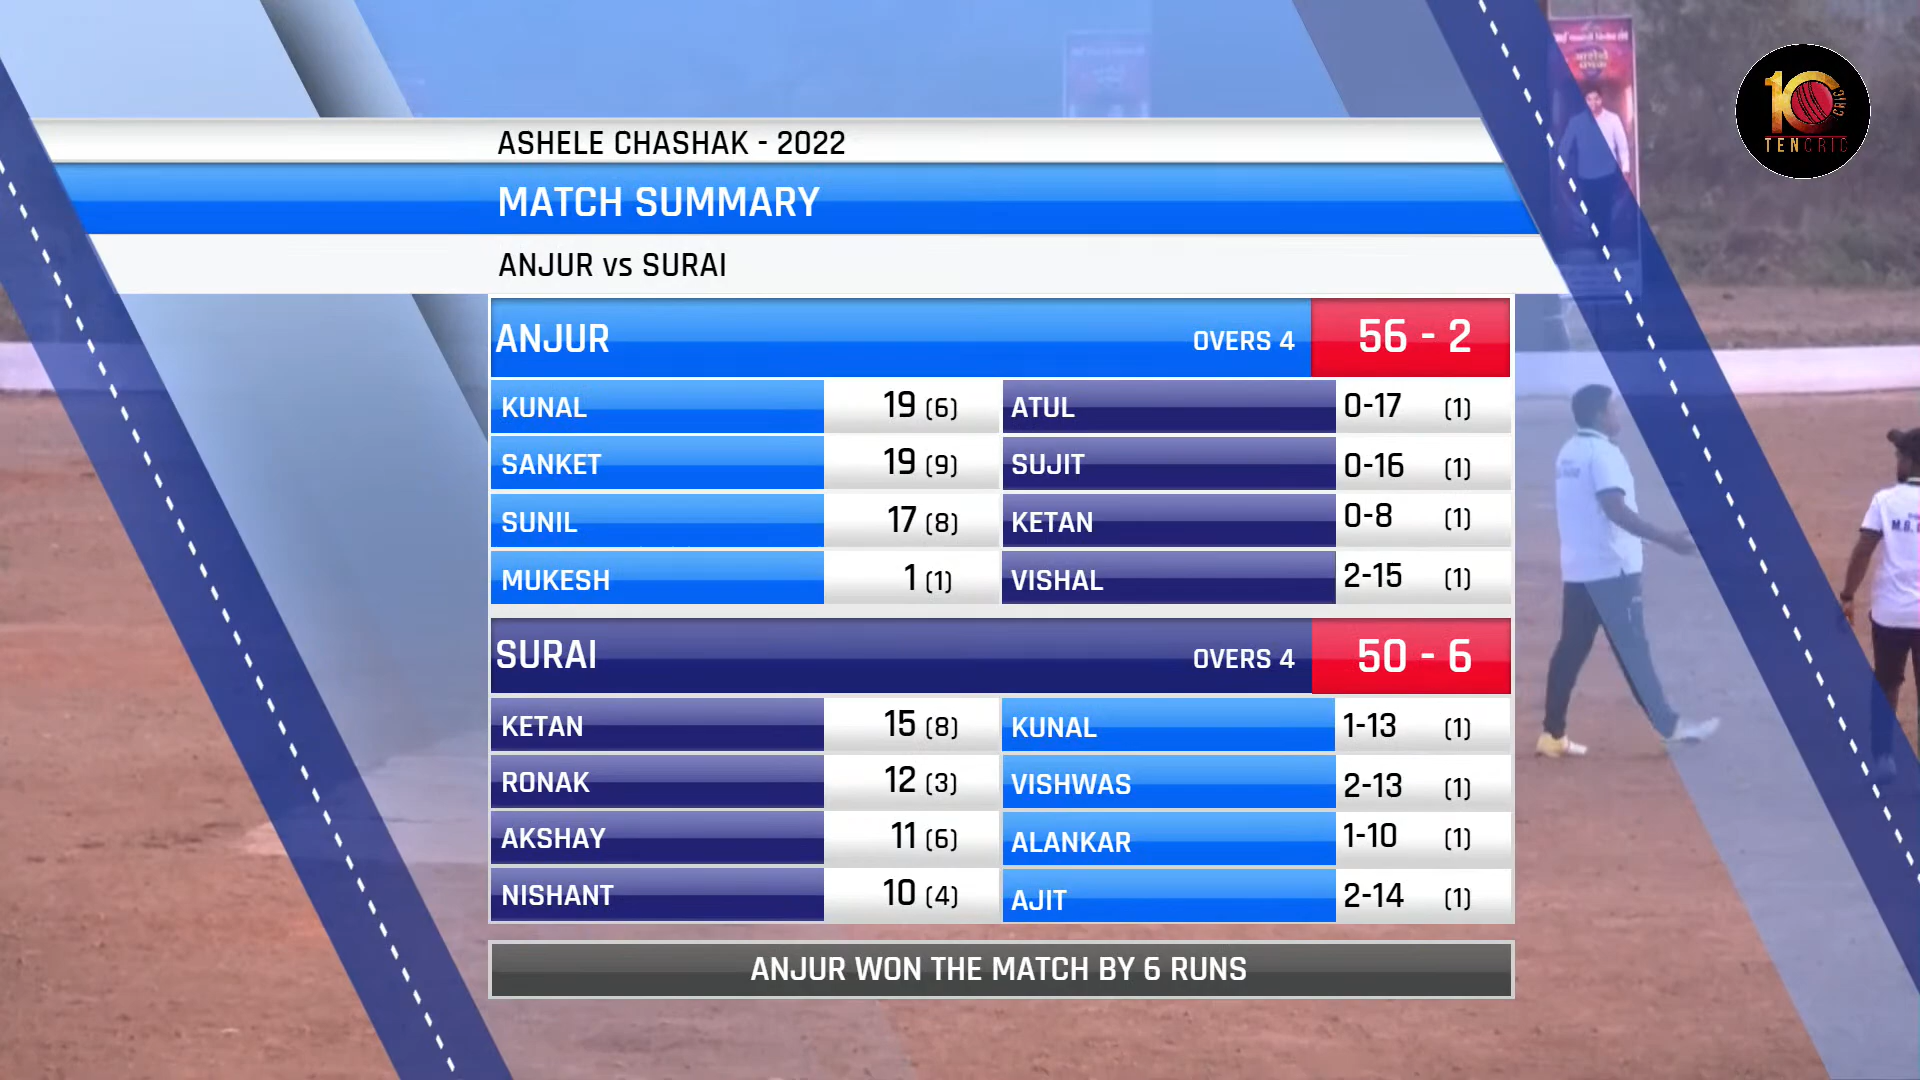 ASHELE CHASHAK - 2022
MATCH SUMMARY
ANJUR vs SURAI
ANJUR OVERS 4 56 - 2
KUNAL 19 (6) ATUL 0-17 (1)
SANKET 19 (9) SUJIT 0-16 (1)
SUNIL 17 (8) KETAN 0-8 (1)
MUKESH 1 (1) VISHAL 2-15 (1)
SURAI OVERS 4 50 - 6
KETAN 15 (8) KUNAL 1-13 (1)
RONAK 12 (3) VISHWAS 2-13 (1)
AKSHAY 11 (6) ALANKAR 1-10 (1)
NISHANT 10 (4) AJIT 2-14 (1)
ANJUR WON THE MATCH BY 6 RUNS
10 CRIC
TENCRIC
M.G.